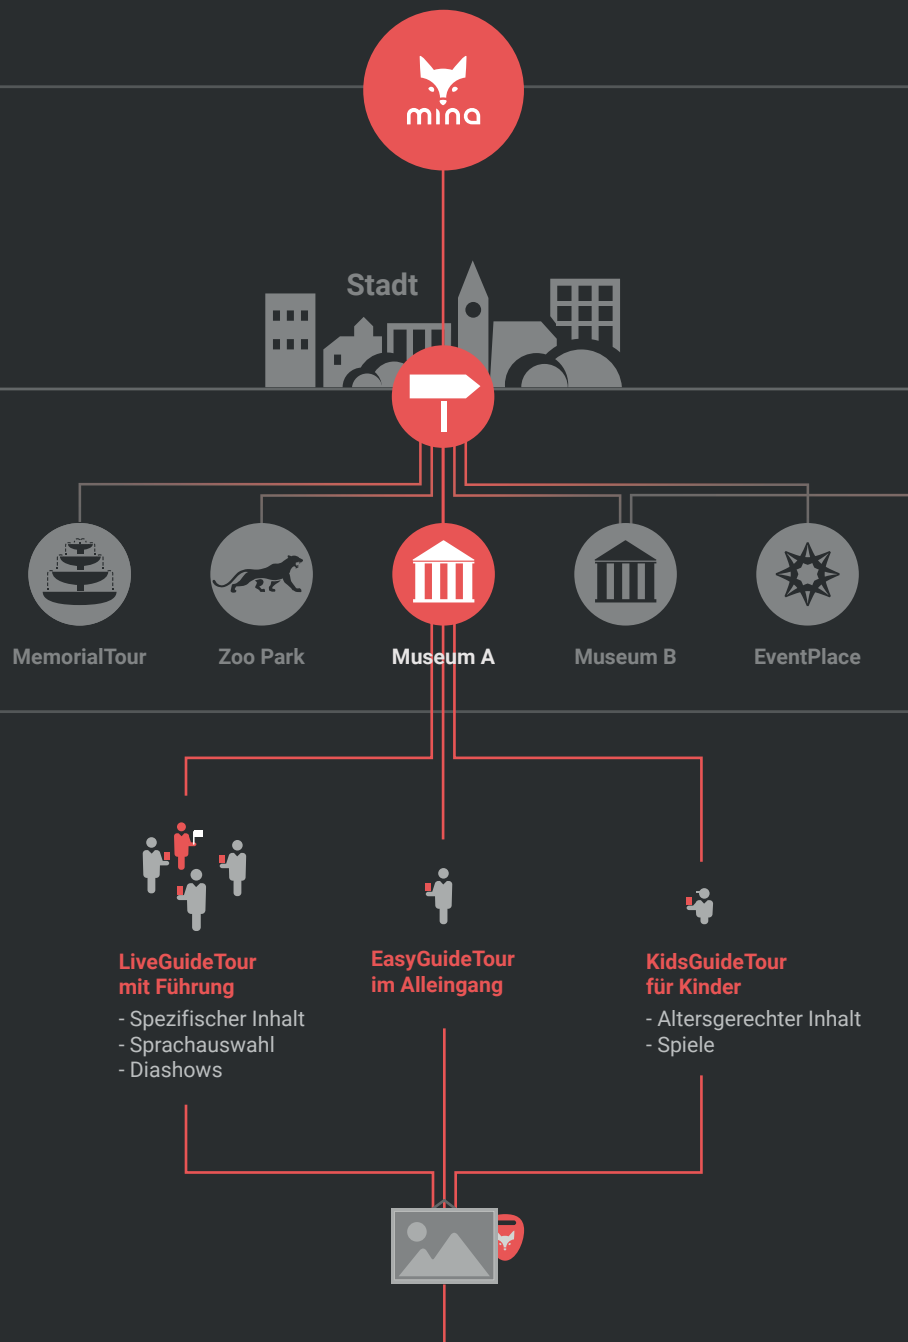 mina
Stadt
MemorialTour
Zoo Park
Museum A
Museum B
EventPlace
LiveGuideTour
mit Führung
- Spezifischer Inhalt
- Sprachauswahl
- Diashows
EasyGuideTour
im Alleingang
KidsGuideTour
für Kinder
- Altersgerechter Inhalt
- Spiele